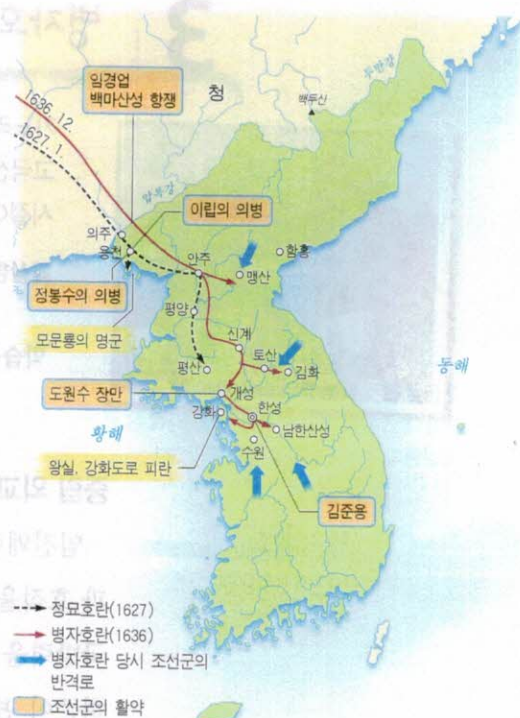 임경업
백마산성 항쟁
청
백두산
두만강
1636. 12.
1627. 1.
압록강
이립의 의병
의주
용천
안주
맹산
함흥
정봉수의 의병
모문룡의 명군
평양
신계
토산
김화
평산
동해
도원수 장만
개성
강화
한성
남한산성
황해
수원
왕실, 강화도로 피란
김준용
정묘호란(1627)
병자호란(1636)
병자호란 당시 조선군의
반격로
조선군의 활약